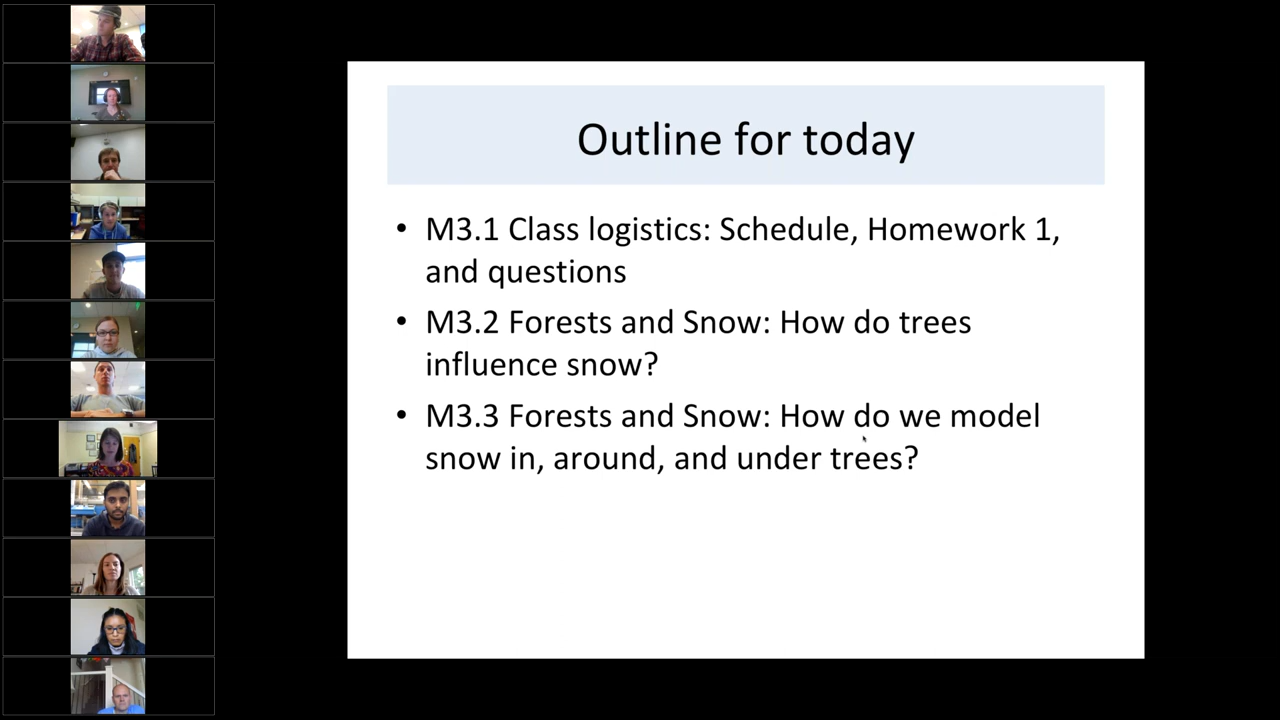 Outline for today
• M3.1 Class logistics: Schedule, Homework 1,
and questions
• M3.2 Forests and Snow: How do trees
influence snow?
• M3.3 Forests and Snow: How do we model
snow in, around, and under trees?